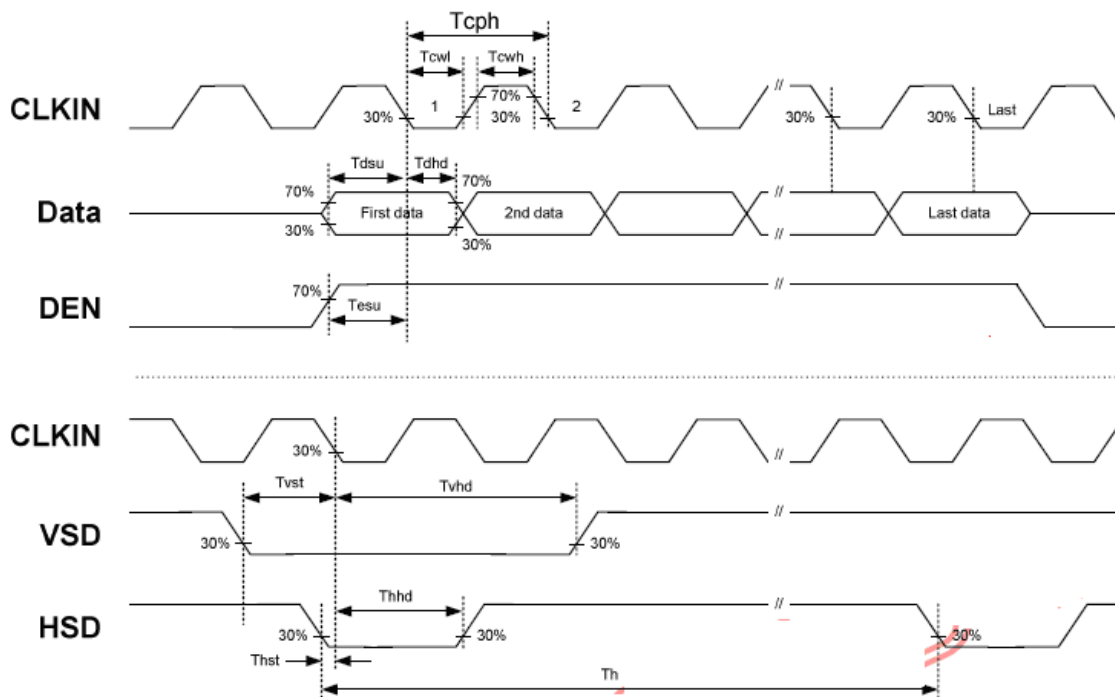 Tcph
Tcwl Tcwh
CLKIN 30% 1 70% 30% 2 // 30% 30% Last
Tdsu Tdhd
70% 70%
Data First data 2nd data // Last data
30% 30% //
DEN 70% //
Tesu
CLKIN 30% //
Tvst Tvhd
VSD 30% 30% //
Thhd
HSD 30% 30% // 30%
Thst
Th